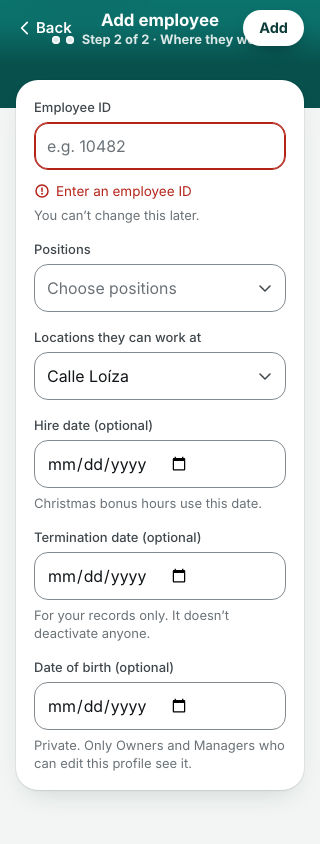 Back
Add employee
Add
Step 2 of 2 · Where they
Employee ID
e.g. 10482
Enter an employee ID
You can’t change this later.
Positions
Choose positions
Locations they can work at
Calle Loíza
Hire date (optional)
mm/dd/yyyy
Christmas bonus hours use this date.
Termination date (optional)
mm/dd/yyyy
For your records only. It doesn’t
deactivate anyone.
Date of birth (optional)
mm/dd/yyyy
Private. Only Owners and Managers who
can edit this profile see it.